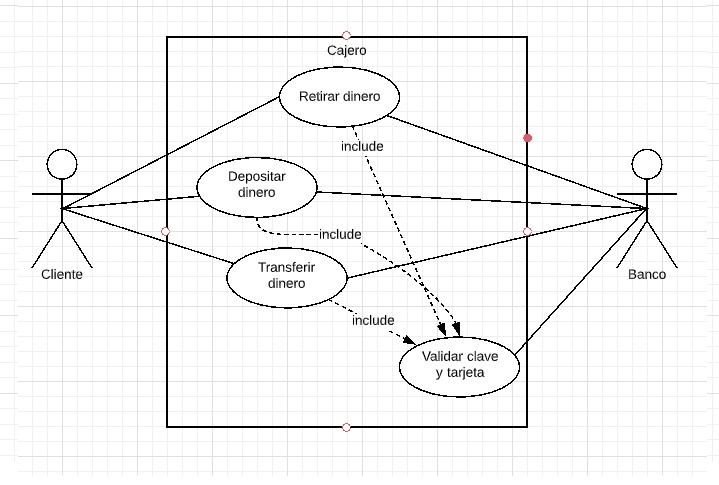 Cajero
Retirar dinero
include
Depositar
dinero
include
Transferir
dinero
Cliente
Banco
include
Validar clave
y tarjeta